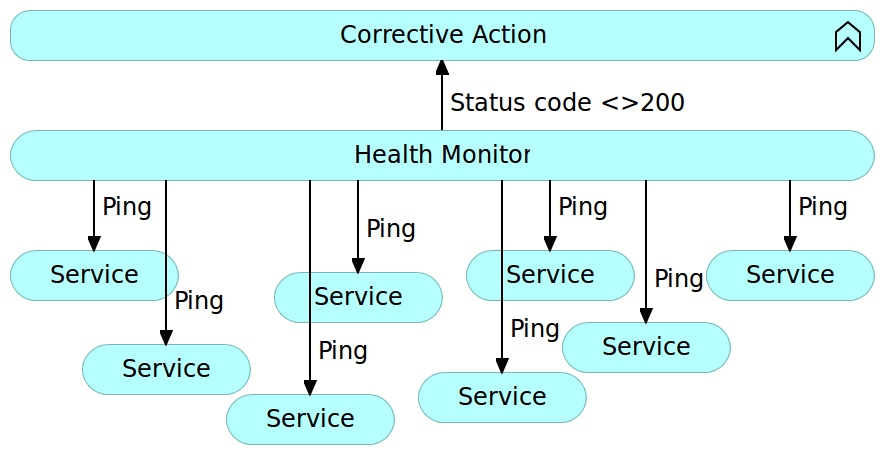 Corrective Action
Status code <>200
Health Monitor
Ping
Ping
Ping
Ping
Service
Service
Service
Ping
Service
Ping
Ping
Ping
Service
Service
Service
Service